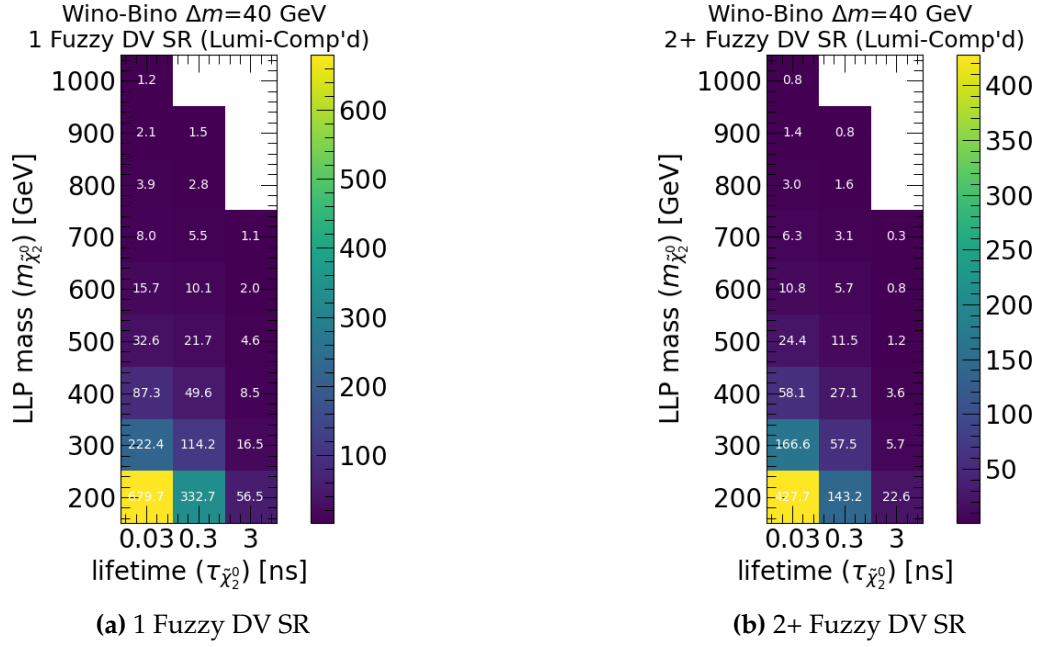 Wino-Bino Δm=40 GeV
1 Fuzzy DV SR (Lumi-Comp'd)
LLP mass (m_χ̃⁰₂) [GeV]
1000 1.2
900 2.1 1.5
800 3.9 2.8
700 8.0 5.5 1.1
600 15.7 10.1 2.0
500 32.6 21.7 4.6
400 87.3 49.6 8.5
300 222.4 114.2 16.5
200 679.7 332.7 56.5
0.03 0.3 3
lifetime (τ_χ̃⁰₂) [ns]
600
500
400
300
200
100
(a) 1 Fuzzy DV SR
Wino-Bino Δm=40 GeV
2+ Fuzzy DV SR (Lumi-Comp'd)
LLP mass (m_χ̃⁰₂) [GeV]
1000 0.8
900 1.4 0.8
800 3.0 1.6
700 6.3 3.1 0.3
600 10.8 5.7 0.8
500 24.4 11.5 1.2
400 58.1 27.1 3.6
300 166.6 57.5 5.7
200 427.7 143.2 22.6
0.03 0.3 3
lifetime (τ_χ̃⁰₂) [ns]
400
350
300
250
200
150
100
50
(b) 2+ Fuzzy DV SR